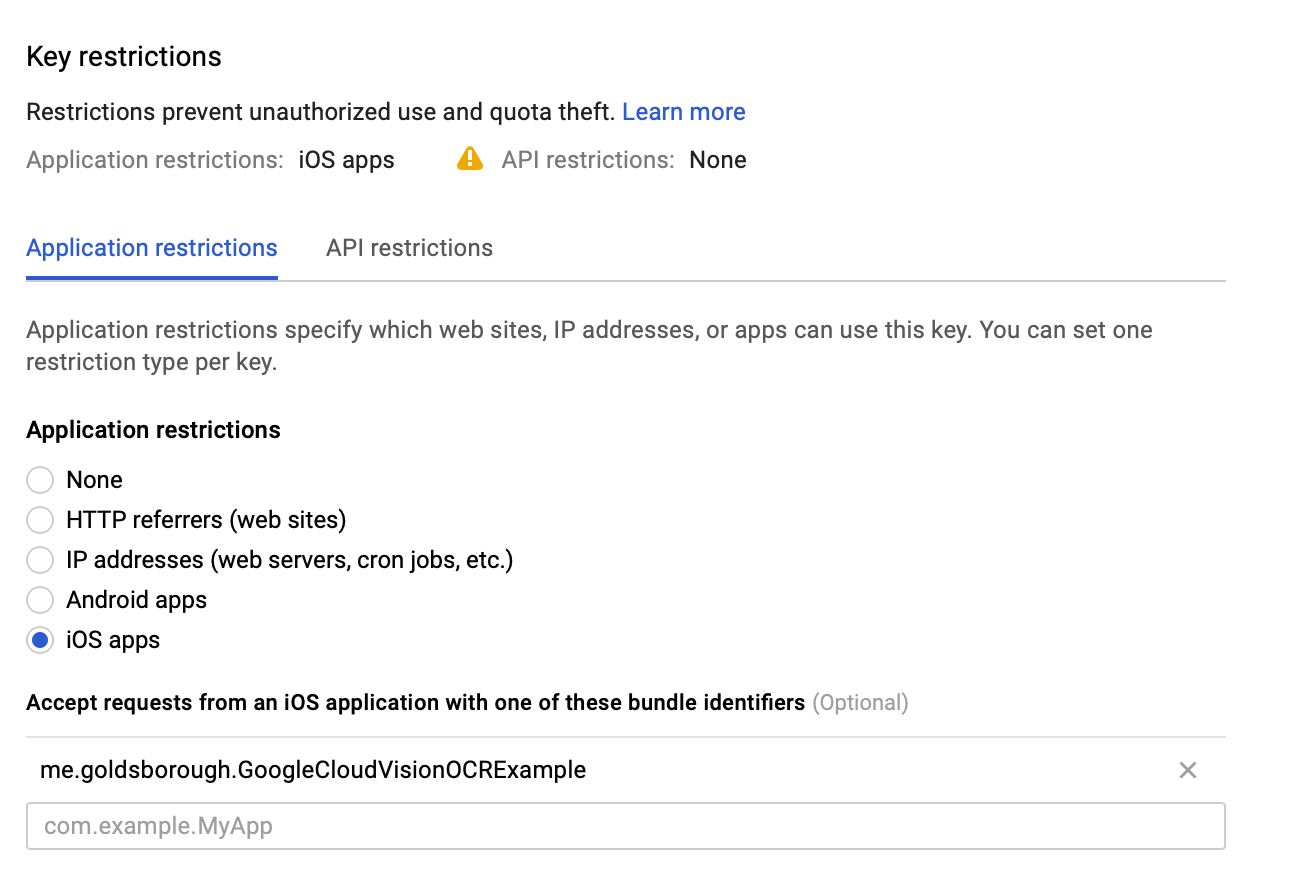 Key restrictions
Restrictions prevent unauthorized use and quota theft. Learn more
Application restrictions: iOS apps API restrictions: None
Application restrictions API restrictions
Application restrictions specify which web sites, IP addresses, or apps can use this key. You can set one
restriction type per key.
Application restrictions
None
HTTP referrers (web sites)
IP addresses (web servers, cron jobs, etc.)
Android apps
iOS apps
Accept requests from an iOS application with one of these bundle identifiers (Optional)
me.goldsborough.GoogleCloudVisionOCRExample
com.example.MyApp